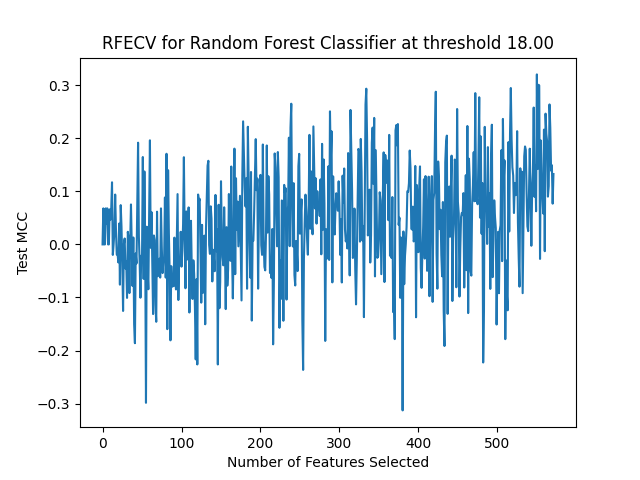 RFECV for Random Forest Classifier at threshold 18.00
Test MCC
0.3
0.2
0.1
0.0
−0.1
−0.2
−0.3
0 100 200 300 400 500
Number of Features Selected